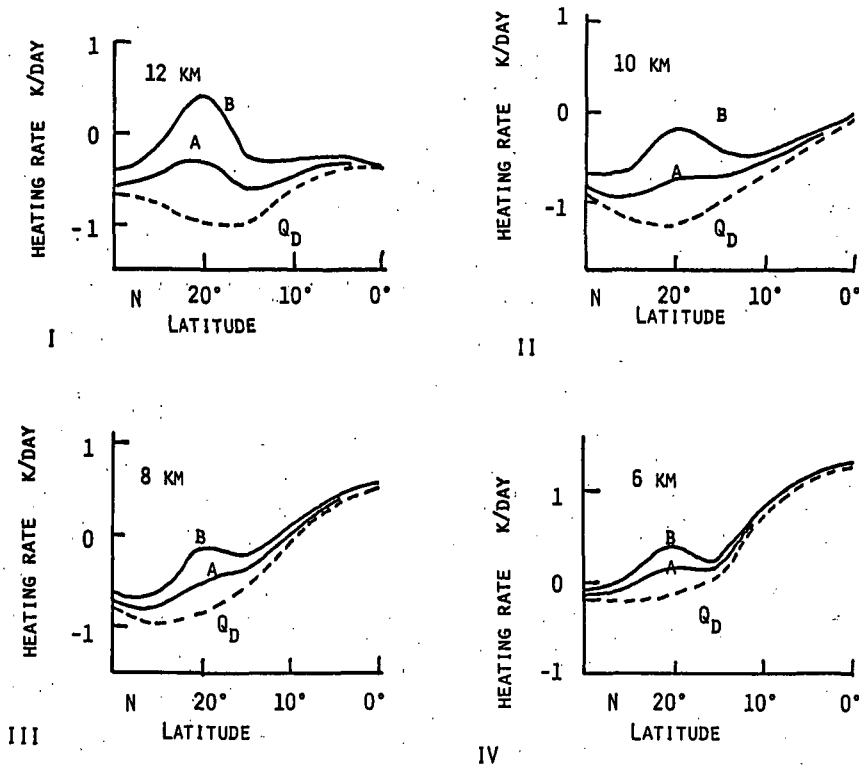 HEATING RATE K/DAY
1
0
-1
12 KM
B
A
Q_D
N 20° 10° 0°
LATITUDE
I
HEATING RATE K/DAY
1
0
-1
10 KM
B
A
Q_D
N 20° 10° 0°
LATITUDE
II
HEATING RATE K/DAY
1
0
-1
8 KM
B
A
Q_D
N 20° 10° 0°
LATITUDE
III
HEATING RATE K/DAY
1
0
-1
6 KM
B
A
Q_D
N 20° 10° 0°
LATITUDE
IV